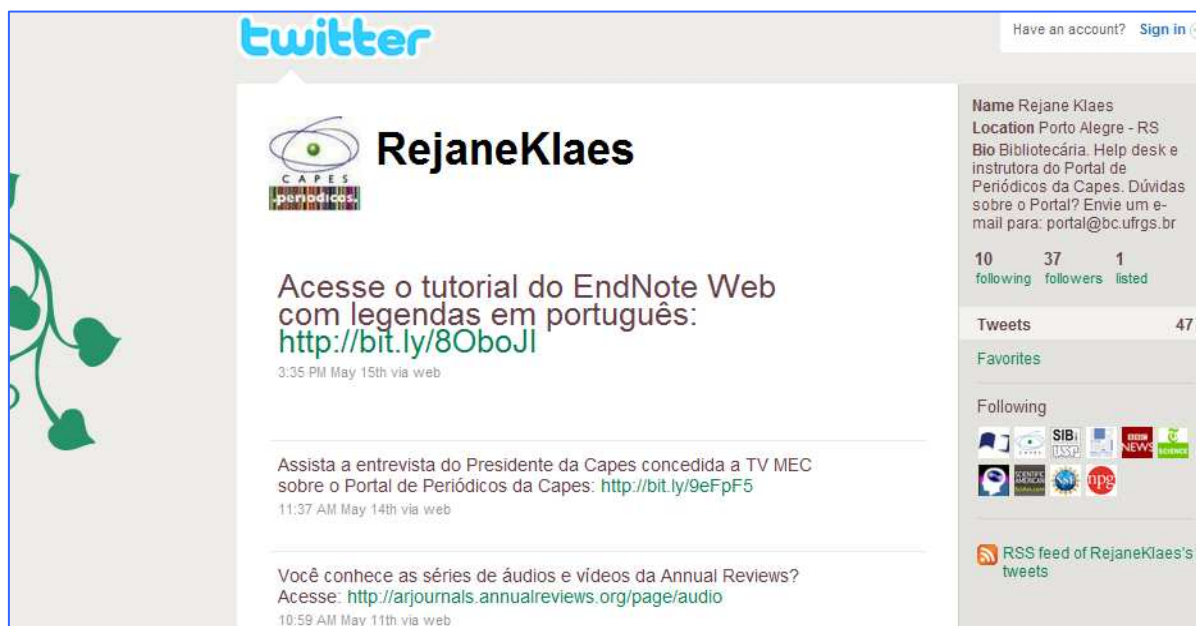 twitter
Have an account? Sign in
CAPES
.periodicos.
RejaneKlaes
Acesse o tutorial do EndNote Web
com legendas em português:
http://bit.ly/8OboJl
3:35 PM May 15th via web
Assista a entrevista do Presidente da Capes concedida a TV MEC
sobre o Portal de Periódicos da Capes: http://bit.ly/9eFpF5
11:37 AM May 14th via web
Você conhece as séries de áudios e vídeos da Annual Reviews?
Acesse: http://arjournals.annualreviews.org/page/audio
10:59 AM May 11th via web
Name Rejane Klaes
Location Porto Alegre - RS
Bio Bibliotecária. Help desk e
instrutora do Portal de
Periódicos da Capes. Dúvidas
sobre o Portal? Envie um e-
mail para: portal@bc.ufrgs.br
10 37 1
following followers listed
Tweets 47
Favorites
Following
CAPES
SIBi
USP
BBC
NEWS
SCIENCE
SCIENTIFIC
AMERICAN
NSF
npg
RSS feed of RejaneKlaes's
tweets